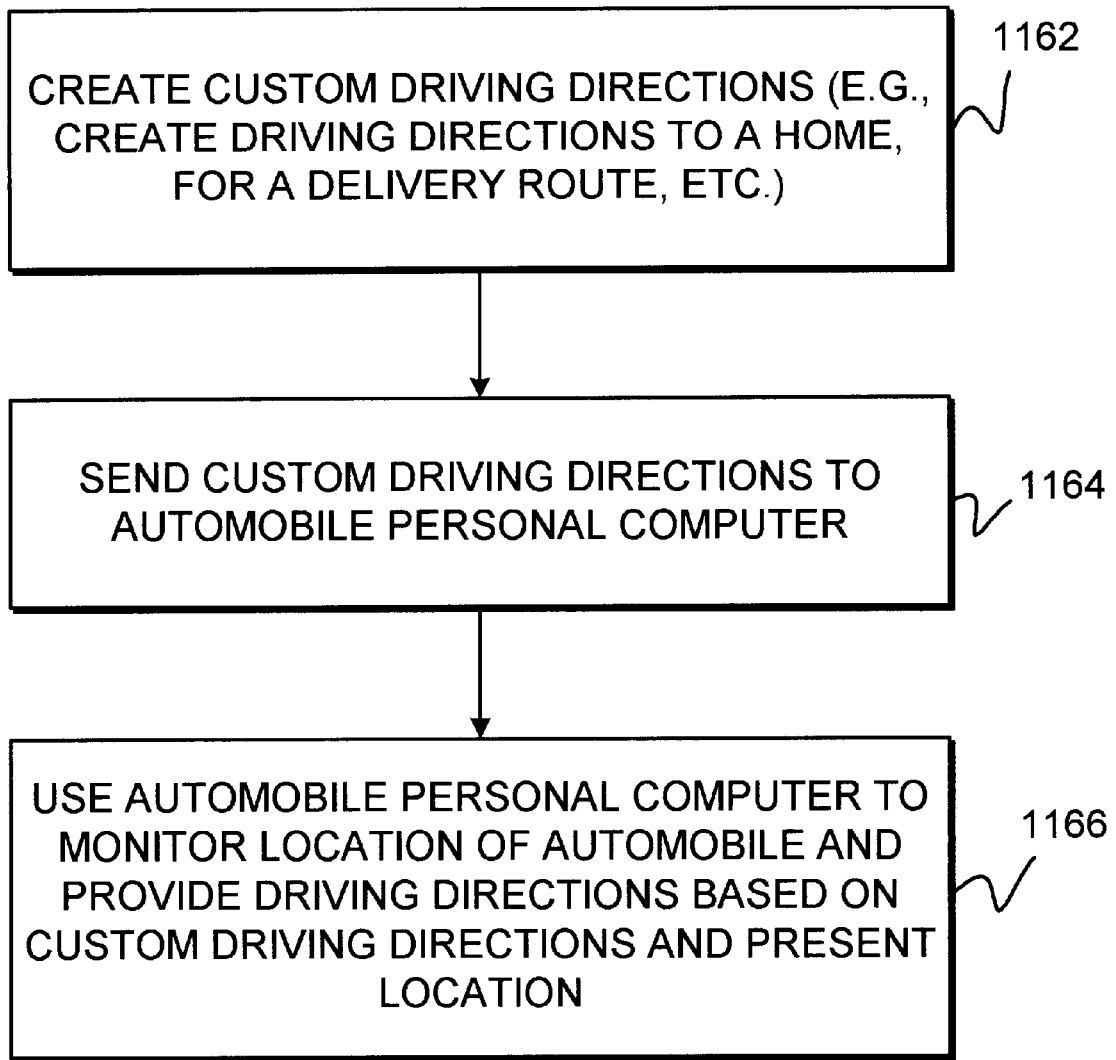 1162
CREATE CUSTOM DRIVING DIRECTIONS (E.G.,
CREATE DRIVING DIRECTIONS TO A HOME,
FOR A DELIVERY ROUTE, ETC.)
SEND CUSTOM DRIVING DIRECTIONS TO
AUTOMOBILE PERSONAL COMPUTER
1164
USE AUTOMOBILE PERSONAL COMPUTER TO
MONITOR LOCATION OF AUTOMOBILE AND
PROVIDE DRIVING DIRECTIONS BASED ON
CUSTOM DRIVING DIRECTIONS AND PRESENT
LOCATION
1166